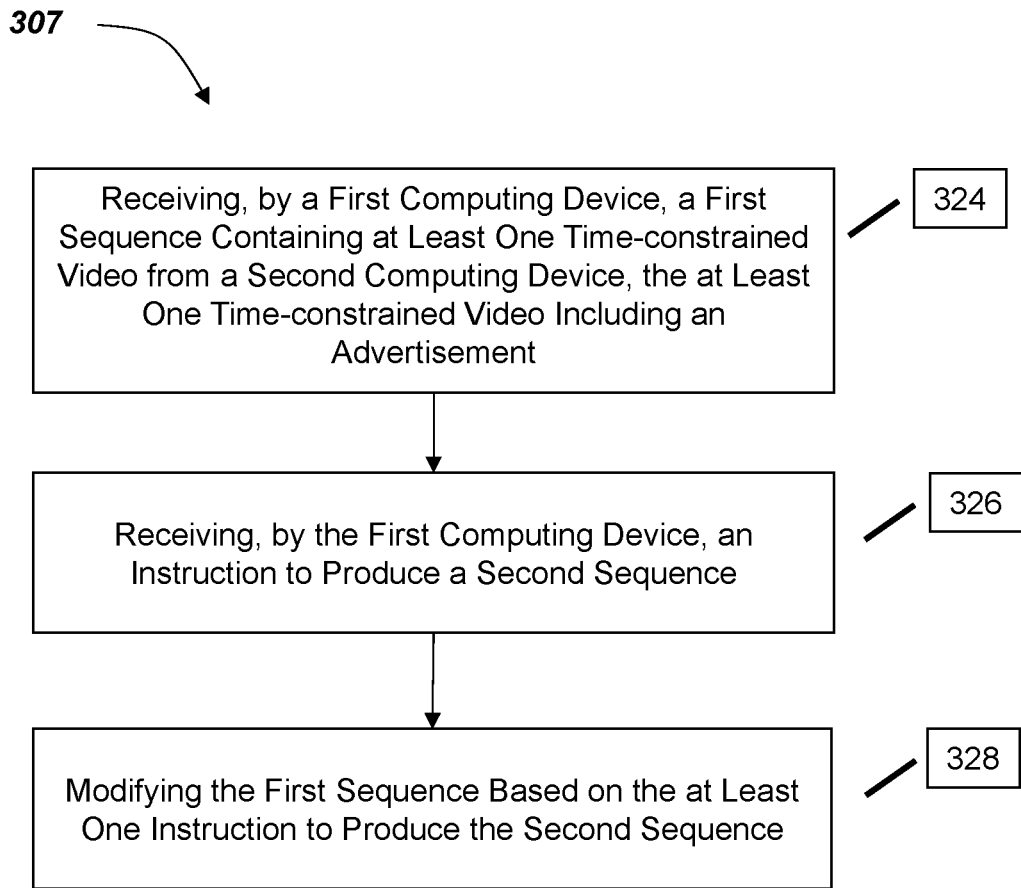 307
Receiving, by a First Computing Device, a First
Sequence Containing at Least One Time-constrained
Video from a Second Computing Device, the at Least
One Time-constrained Video Including an
Advertisement
324
Receiving, by the First Computing Device, an
Instruction to Produce a Second Sequence
326
Modifying the First Sequence Based on the at Least
One Instruction to Produce the Second Sequence
328